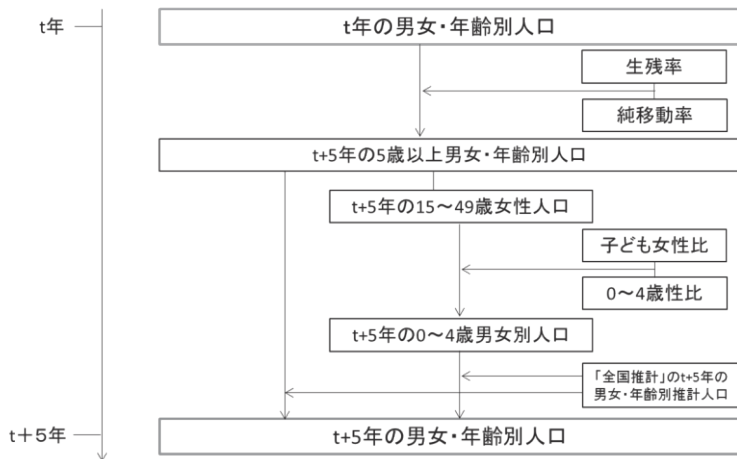 t年
t年の男女・年齢別人口
生残率
純移動率
t+5年の5歳以上男女・年齢別人口
t+5年の15～49歳女性人口
子ども女性比
0～4歳性比
t+5年の0～4歳男女別人口
「全国推計」のt+5年の
男女・年齢別推計人口
t＋5年
t+5年の男女・年齢別人口